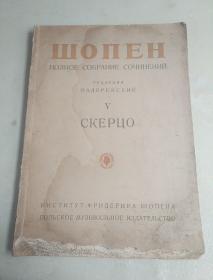 ШОПЕН
ПОЛНОЕ СОБРАНИЕ СОЧИНЕНИЙ
РЕДАКЦИЯ
ПАДЕРЕВСКИЙ
V
СКЕРЦО
ИНСТИТУТ ФРИДЕРИКА ШОПЕНА
ПОЛЬСКОЕ МУЗЫКАЛЬНОЕ ИЗДАТЕЛЬСТВО